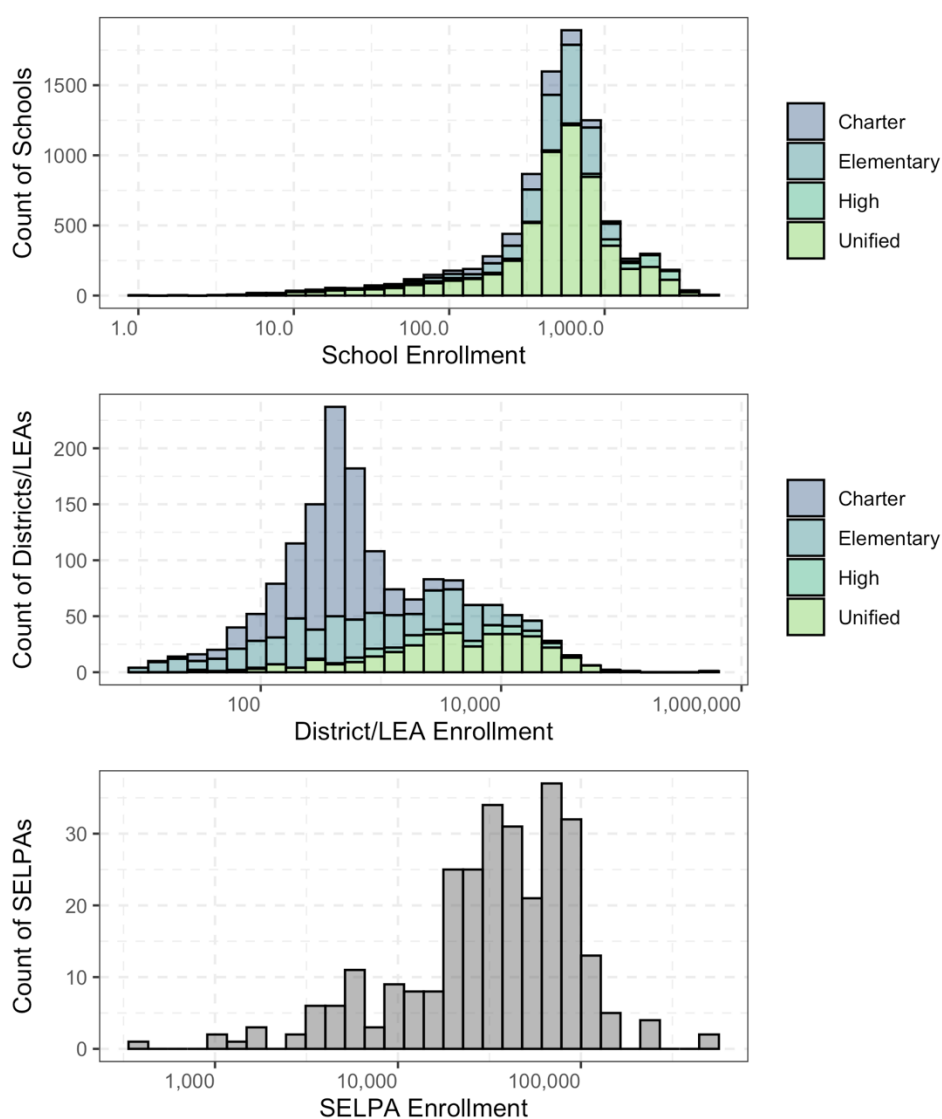 Count of Schools
1500
1000
500
0
1.0
10.0
100.0
1,000.0
School Enrollment
Charter
Elementary
High
Unified
Count of Districts/LEAs
200
150
100
50
0
100
10,000
1,000,000
District/LEA Enrollment
Charter
Elementary
High
Unified
Count of SELPAs
30
20
10
0
1,000
10,000
100,000
SELPA Enrollment